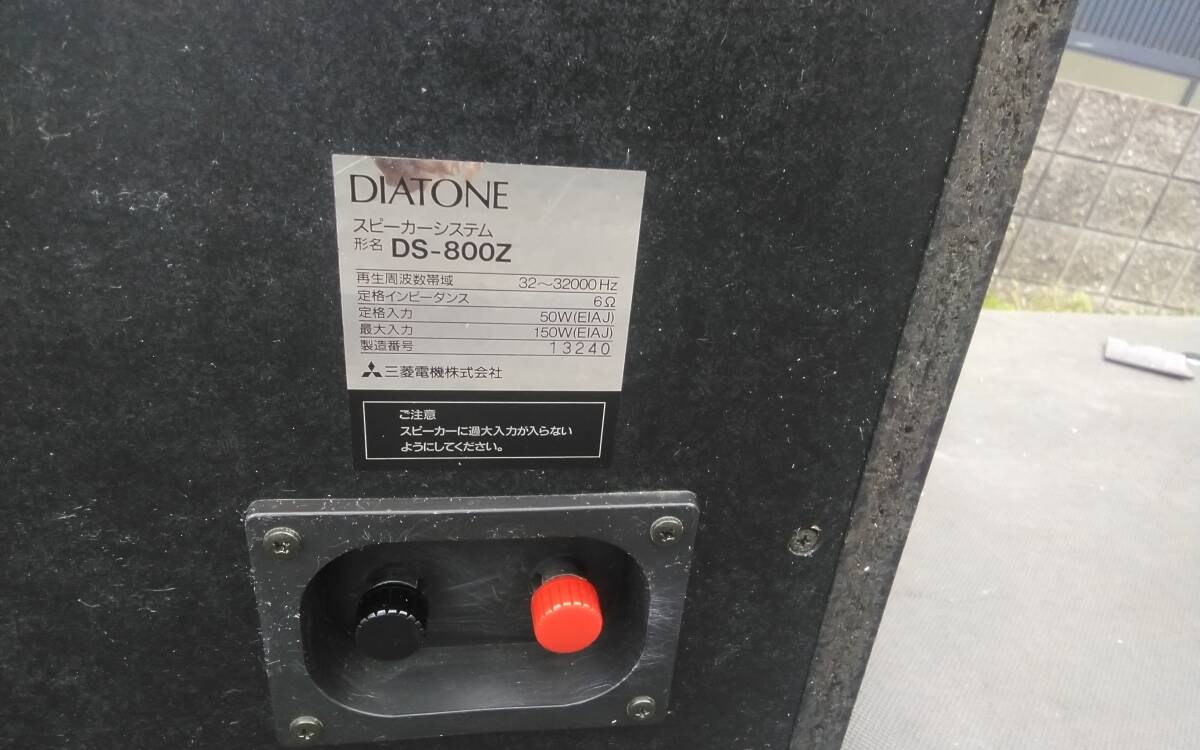 DIATONE
スピーカーシステム
形名 DS-800Z
再生周波数帯域 32～32000Hz
定格インピーダンス 6Ω
定格入力 50W(EIAJ)
最大入力 150W(EIAJ)
製造番号 13240
三菱電機株式会社
ご注意
スピーカーに過大入力が入らない
ようにしてください。